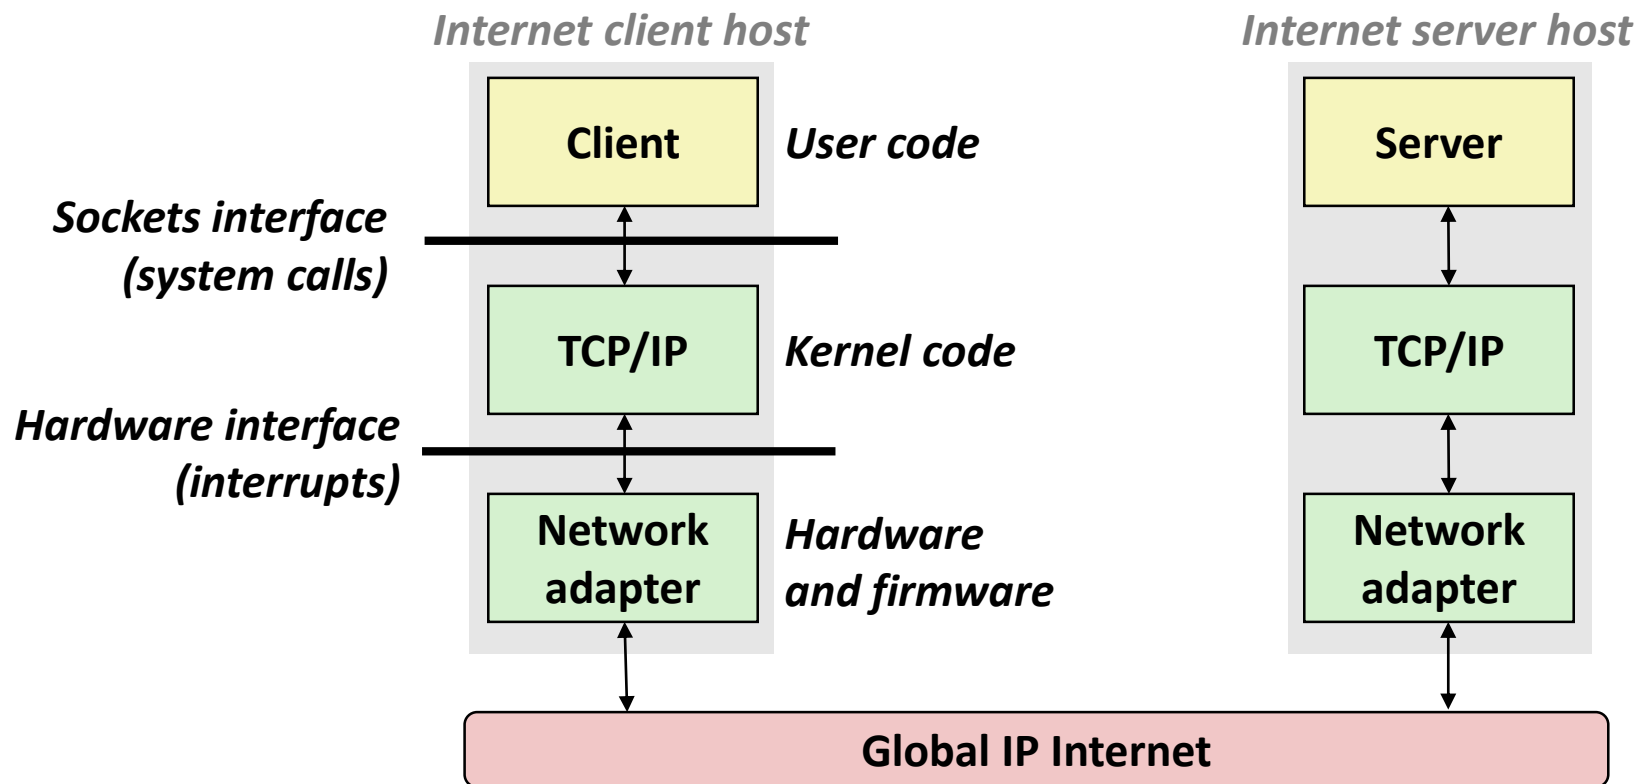 Internet client host
Internet server host
Client
User code
Server
Sockets interface
(system calls)
TCP/IP
Kernel code
TCP/IP
Hardware interface
(interrupts)
Network
adapter
Hardware
and firmware
Network
adapter
Global IP Internet